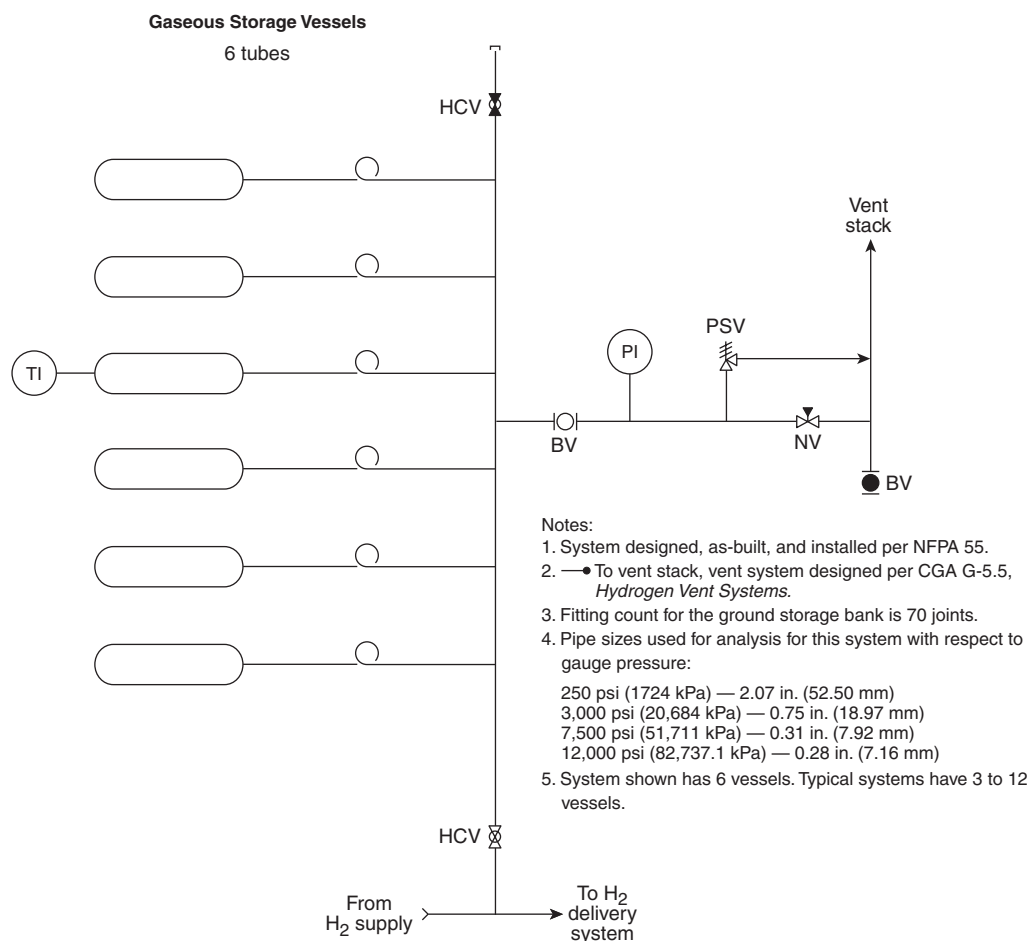 Gaseous Storage Vessels
6 tubes
HCV
Vent
stack
PSV
PI
TI
BV
NV
BV
Notes:
1. System designed, as-built, and installed per NFPA 55.
2. To vent stack, vent system designed per CGA G-5.5,
Hydrogen Vent Systems.
3. Fitting count for the ground storage bank is 70 joints.
4. Pipe sizes used for analysis for this system with respect to
gauge pressure:
250 psi (1724 kPa) — 2.07 in. (52.50 mm)
3,000 psi (20,684 kPa) — 0.75 in. (18.97 mm)
7,500 psi (51,711 kPa) — 0.31 in. (7.92 mm)
12,000 psi (82,737.1 kPa) — 0.28 in. (7.16 mm)
5. System shown has 6 vessels. Typical systems have 3 to 12
vessels.
HCV
From
H₂ supply
To H₂
delivery
system